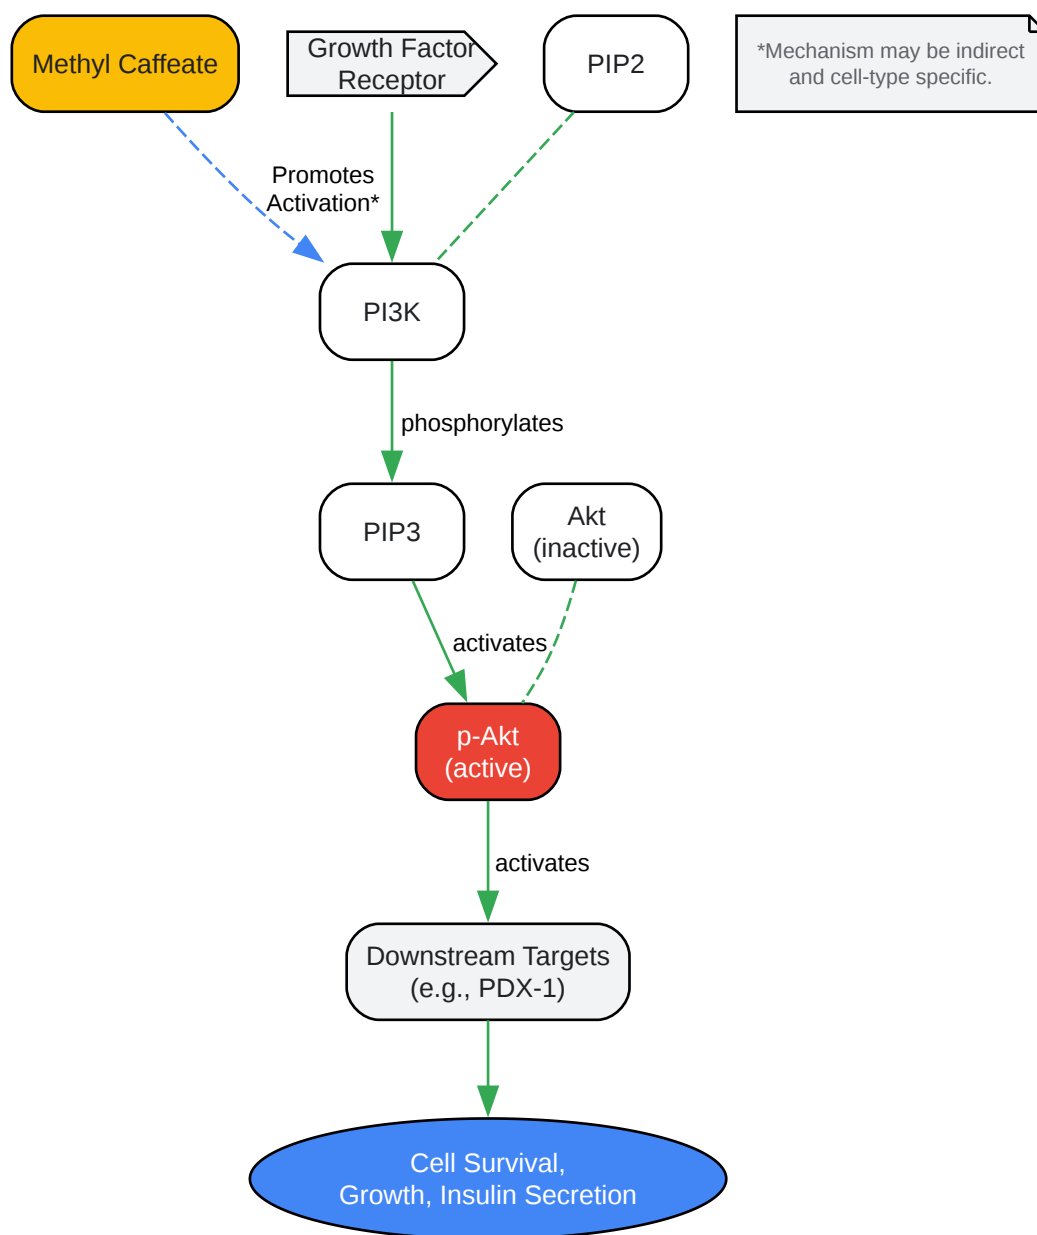 Methyl Caffeate
Growth Factor
Receptor
PIP2
*Mechanism may be indirect
and cell-type specific.
Promotes
Activation*
PI3K
phosphorylates
PIP3
Akt
(inactive)
activates
p-Akt
(active)
activates
Downstream Targets
(e.g., PDX-1)
Cell Survival,
Growth, Insulin Secretion